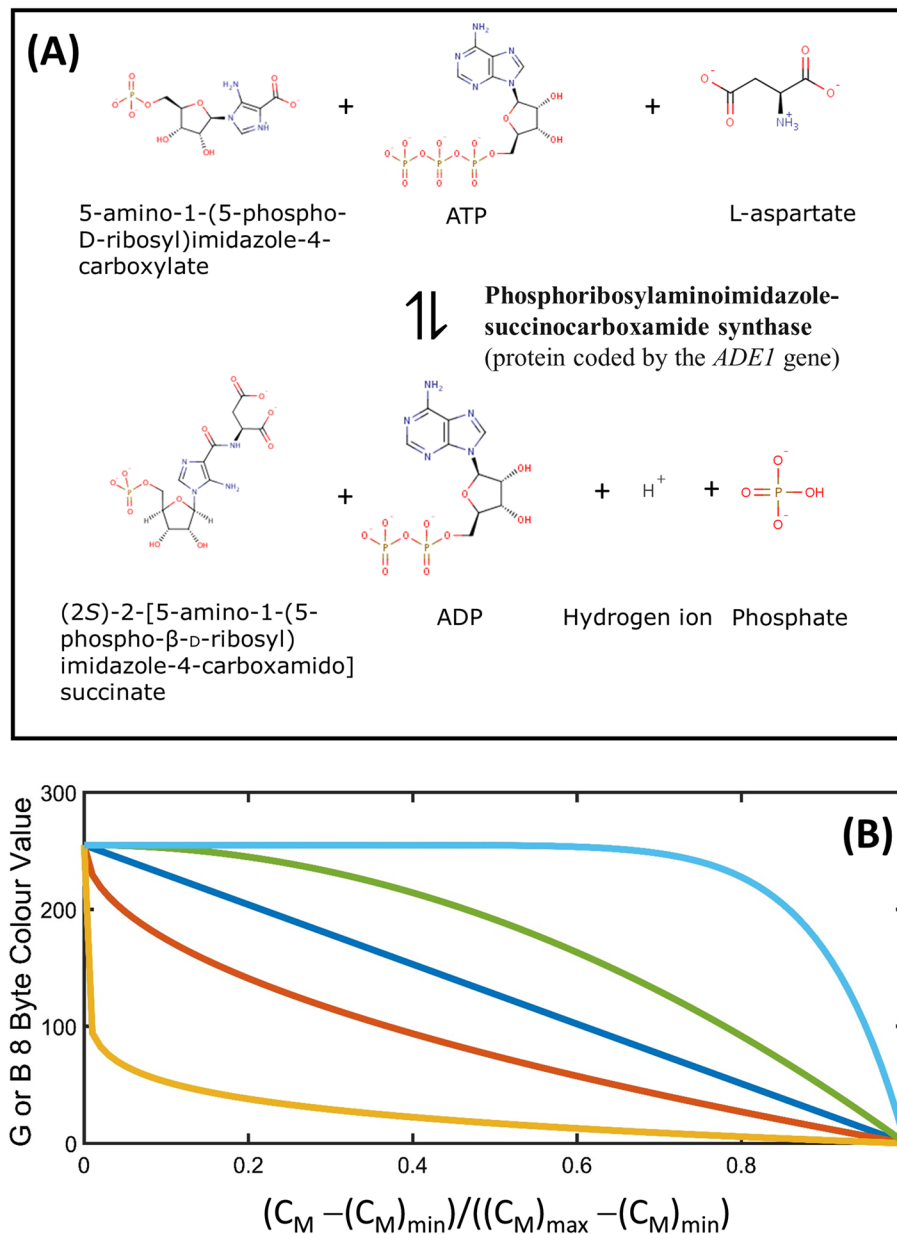 (A)
5-amino-1-(5-phospho-
D-ribosyl)imidazole-4-
carboxylate
+
ATP
+
L-aspartate
⇌
Phosphoribosylaminoimidazole-
succinocarboxamide synthase
(protein coded by the ADE1 gene)
(2S)-2-[5-amino-1-(5-
phospho-β-D-ribosyl)
imidazole-4-carboxamido]
succinate
+
ADP
+
H+
+
Hydrogen ion
Phosphate
(B)
G or B 8 Byte Colour Value
300
200
100
0
0 0.2 0.4 0.6 0.8
(CM −(CM)min)/((CM)max −(CM)min)